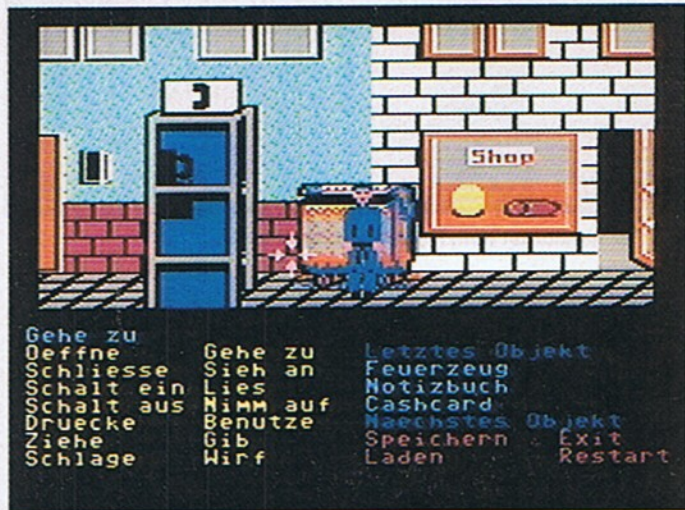 Shop
Gehe zu
Oeffne Gehe zu Letztes Objekt
Schliesse Sieh an Feuerzeug
Schalt ein Lies Notizbuch
Schalt aus Nimm auf Cashcard
Druecke Benutze Naechstes Objekt
Ziehe Gib Speichern Exit
Schlage Wirf Laden Restart